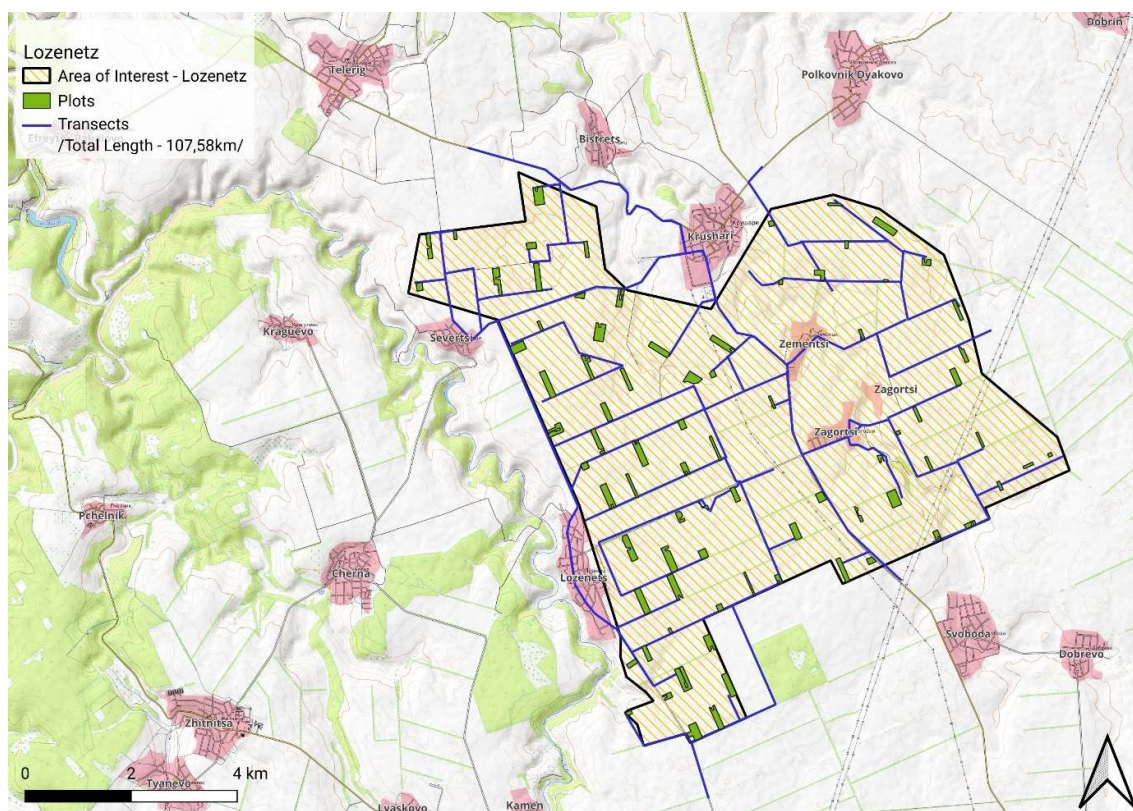 Lozenetz
Area of Interest - Lozenetz
Plots
Transects
/Total Length - 107,58km/
Dobrin
Telerig
Polkovnik Dyakovo
Bistrets
Krushari
Kraguevo
Severtsi
Zementsi
Zagortsi
Zagortsi
Pchelnik
Cherna
Lozenets
Svoboda
Dobrevo
Zhitnitsa
0 2 4 km
Tyanevo
Lyaskovo
Kamen